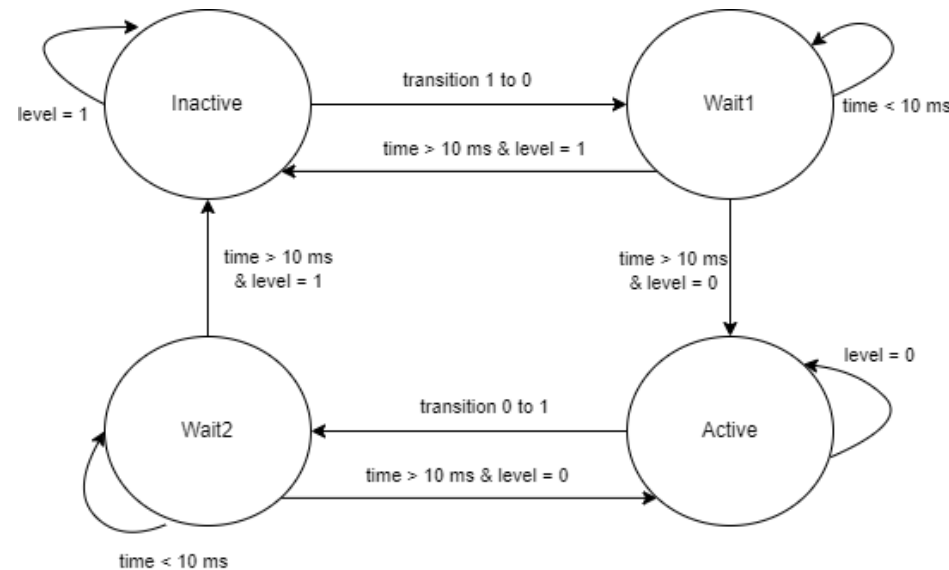 transition 1 to 0
Inactive
Wait1
level = 1
time < 10 ms
time > 10 ms & level = 1
time > 10 ms
& level = 1
time > 10 ms
& level = 0
level = 0
transition 0 to 1
Wait2
Active
time > 10 ms & level = 0
time < 10 ms